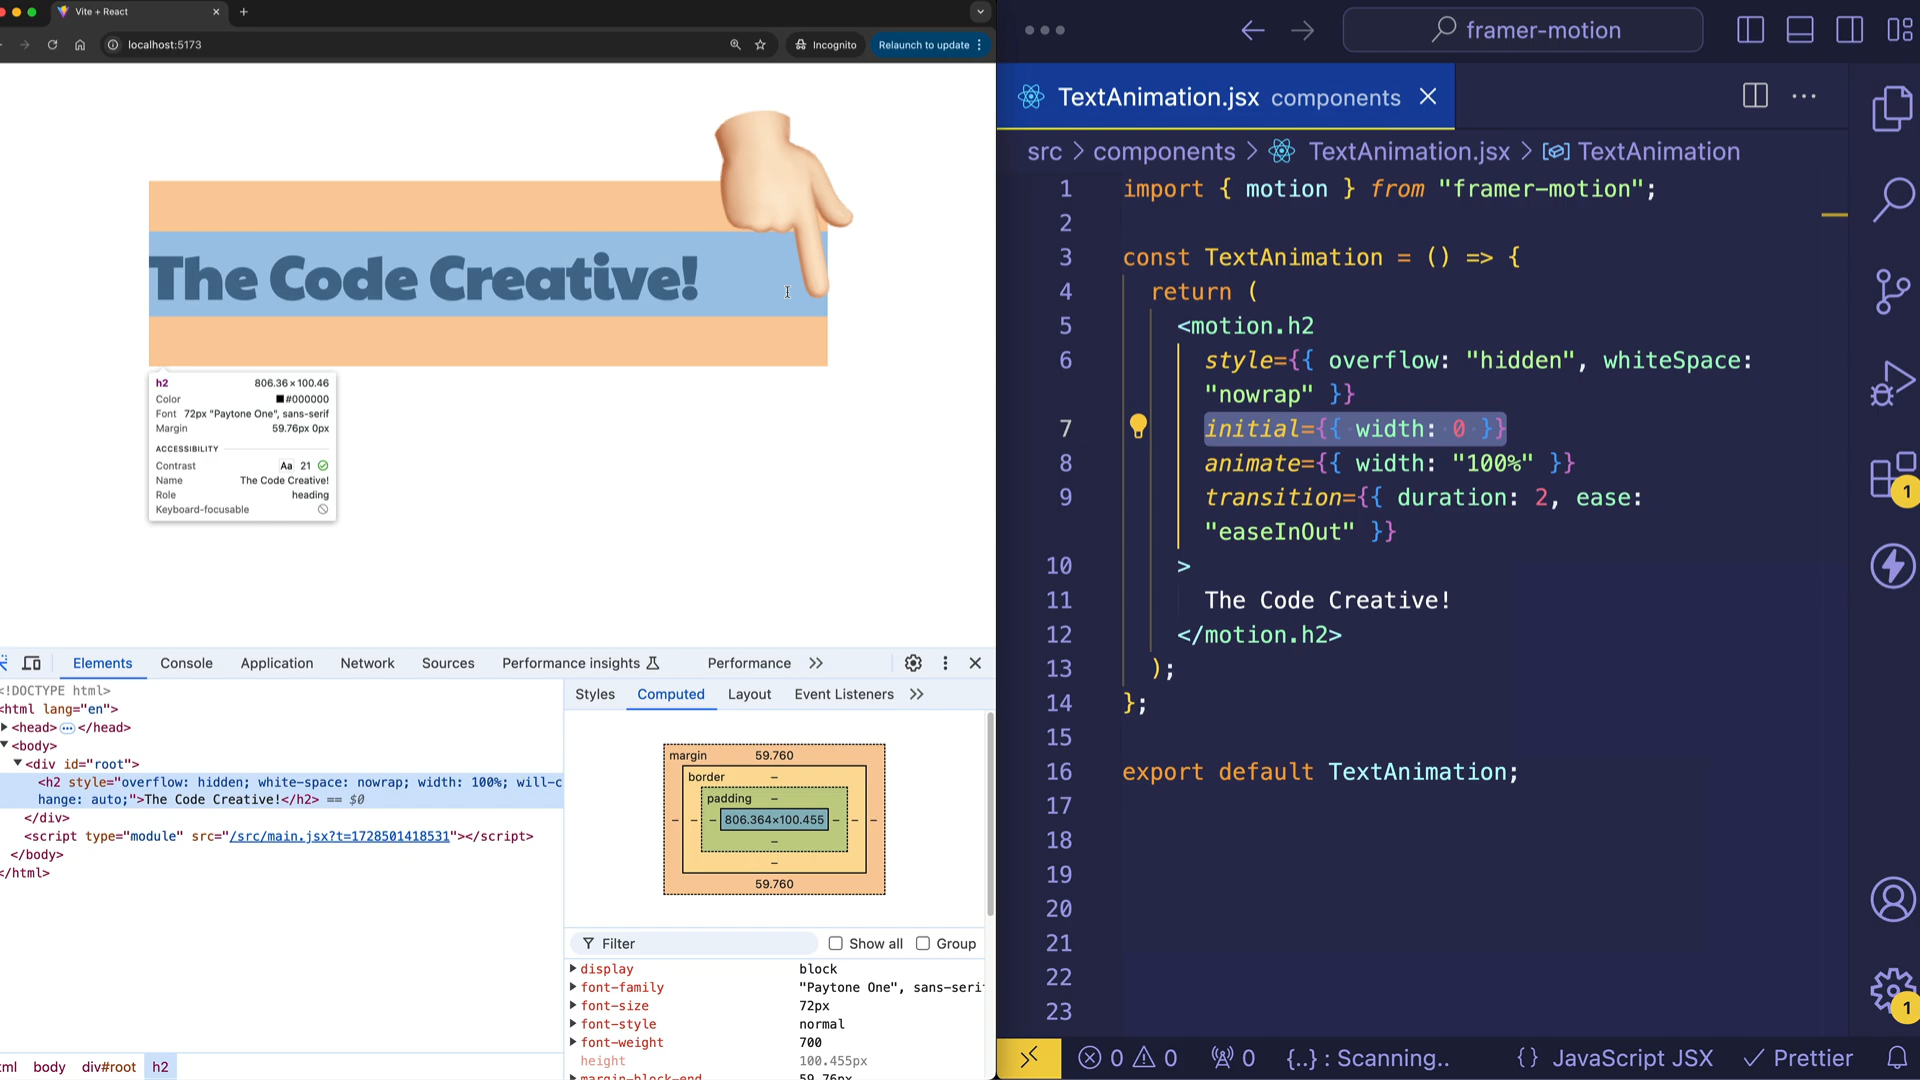 Vite + React
localhost:5173
Incognito
Relaunch to update
The Code Creative!
h2 806.36 × 100.46
Color #000000
Font 72px "Paytone One", sans-serif
Margin 59.76px 0px
ACCESSIBILITY
Contrast Aa 21
Name The Code Creative!
Role heading
Keyboard-focusable
Elements Console Application Network Sources Performance insights Performance
<!DOCTYPE html>
<html lang="en">
<head> … </head>
<body>
<div id="root">
<h2 style="overflow: hidden; white-space: nowrap; width: 100%; will-c
hange: auto;">The Code Creative!</h2> == $0
</div>
<script type="module" src="/src/main.jsx?t=1728501418531"></script>
</body>
</html>
html body div#root h2
Styles Computed Layout Event Listeners
margin 59.760
border –
padding –
– – – 806.364×100.455 – – –
–
–
59.760
Filter Show all Group
display block
font-family "Paytone One", sans-seri
font-size 72px
font-style normal
font-weight 700
height 100.455px
margin-block-end 59.76px
framer-motion
TextAnimation.jsx components
src > components > TextAnimation.jsx > TextAnimation
1 import { motion } from "framer-motion";
2
3 const TextAnimation = () => {
4 return (
5 <motion.h2
6 style={{ overflow: "hidden", whiteSpace:
"nowrap" }}
7 initial={{ width: 0 }}
8 animate={{ width: "100%" }}
9 transition={{ duration: 2, ease:
"easeInOut" }}
10 >
11 The Code Creative!
12 </motion.h2>
13 );
14 };
15
16 export default TextAnimation;
17
18
19
20
21
22
23
1
1
0 0 0 {..} : Scanning.. {} JavaScript JSX Prettier